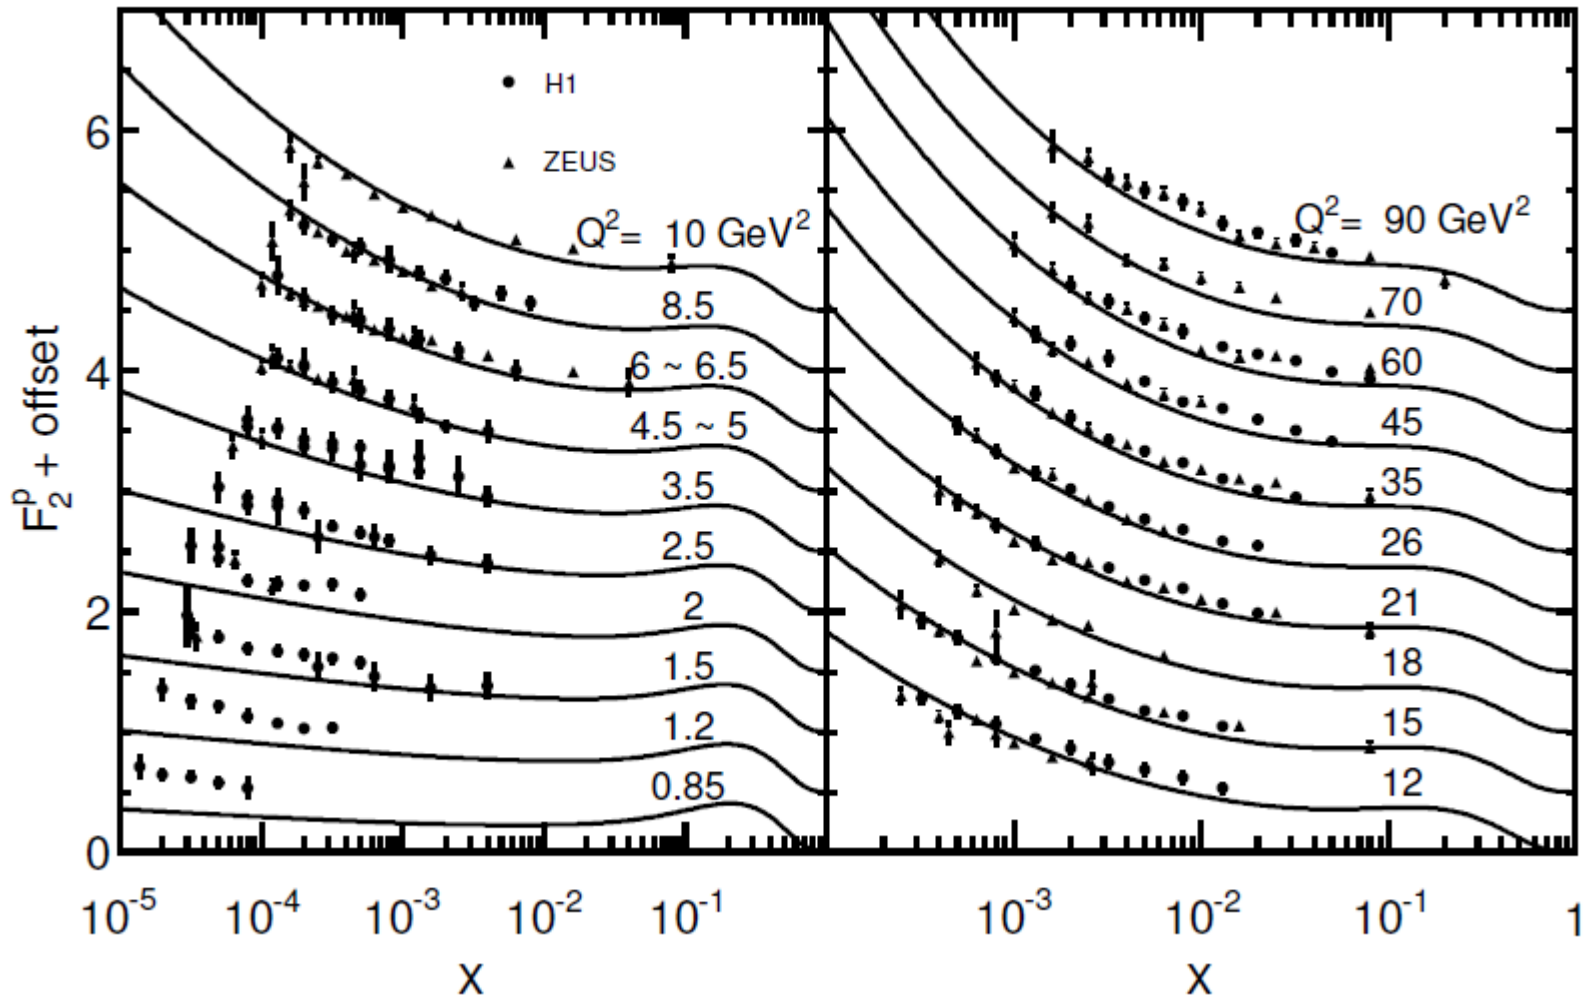 H1
ZEUS
6
4
2
0
F₂ᵖ + offset
Q²= 10 GeV²
8.5
6 ~ 6.5
4.5 ~ 5
3.5
2.5
2
1.5
1.2
0.85
10⁻⁵ 10⁻⁴ 10⁻³ 10⁻² 10⁻¹
X
Q²= 90 GeV²
70
60
45
35
26
21
18
15
12
10⁻³ 10⁻² 10⁻¹ 1
X